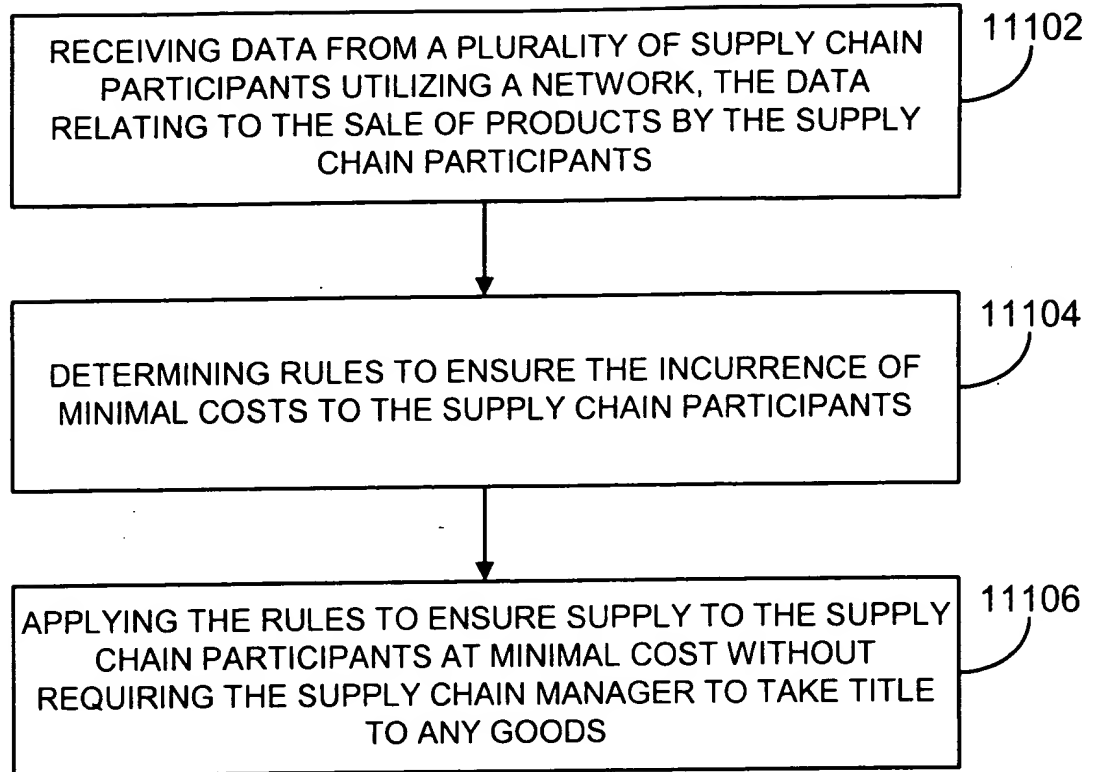 RECEIVING DATA FROM A PLURALITY OF SUPPLY CHAIN
PARTICIPANTS UTILIZING A NETWORK, THE DATA
RELATING TO THE SALE OF PRODUCTS BY THE SUPPLY
CHAIN PARTICIPANTS
11102
DETERMINING RULES TO ENSURE THE INCURRENCE OF
MINIMAL COSTS TO THE SUPPLY CHAIN PARTICIPANTS
11104
APPLYING THE RULES TO ENSURE SUPPLY TO THE SUPPLY
CHAIN PARTICIPANTS AT MINIMAL COST WITHOUT
REQUIRING THE SUPPLY CHAIN MANAGER TO TAKE TITLE
TO ANY GOODS
11106